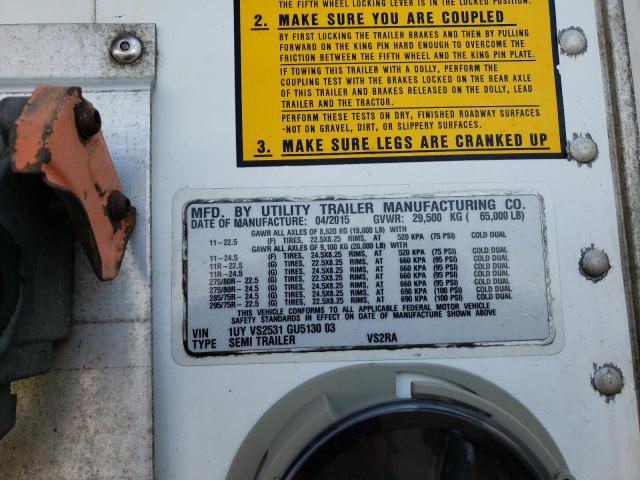 THE FIFTH WHEEL LOCKING LEVER IS IN THE LOCKED POSITION.
2. MAKE SURE YOU ARE COUPLED
BY FIRST LOCKING THE TRAILER BRAKES AND THEN BY PULLING
FORWARD ON THE KING PIN HARD ENOUGH TO OVERCOME THE
FRICTION BETWEEN THE FIFTH WHEEL AND THE KING PIN PLATE.
IF TOWING THIS TRAILER WITH A DOLLY, PERFORM THE
COUPLING TEST WITH THE BRAKES LOCKED ON THE REAR AXLE
OF THIS TRAILER AND BRAKES RELEASED ON THE DOLLY, LEAD
TRAILER AND THE TRACTOR.
PERFORM THESE TESTS ON DRY, FINISHED ROADWAY SURFACES
-NOT ON GRAVEL, DIRT, OR SLIPPERY SURFACES.
3. MAKE SURE LEGS ARE CRANKED UP
MFD. BY UTILITY TRAILER MANUFACTURING CO.
DATE OF MANUFACTURE: 04/2015 GVWR: 29,500 KG ( 65,000 LB)
GAWR ALL AXLES OF 8,620 KG (19,000 LB) WITH
11-22.5 (F) TIRES, 22.5X8.25 RIMS, AT 520 KPA (75 PSI) COLD DUAL
GAWR ALL AXLES OF 9,100 KG (20,000 LB) WITH
11-24.5 (F) TIRES, 24.5X8.25 RIMS, AT 520 KPA (75 PSI) COLD DUAL
11R-22.5 (G) TIRES, 22.5X8.25 RIMS, AT 660 KPA (95 PSI) COLD DUAL
11R-24.5 (G) TIRES, 24.5X8.25 RIMS, AT 660 KPA (95 PSI) COLD DUAL
275/80R - 22.5 (G) TIRES, 22.5X8.25 RIMS, AT 660 KPA (95 PSI) COLD DUAL
275/80R - 24.5 (G) TIRES, 24.5X8.25 RIMS, AT 660 KPA (95 PSI) COLD DUAL
285/75R - 24.5 (G) TIRES, 24.5X8.25 RIMS, AT 690 KPA (100 PSI) COLD DUAL
295/75R - 22.5 (G) TIRES, 22.5X8.25 RIMS, AT 690 KPA (100 PSI) COLD DUAL
THIS VEHICLE CONFORMS TO ALL APPLICABLE FEDERAL MOTOR VEHICLE
SAFETY STANDARDS IN EFFECT ON DATE OF MANUFACTURE SHOWN ABOVE.
VIN 1UY VS2531 GU5130 03
TYPE SEMI TRAILER VS2RA